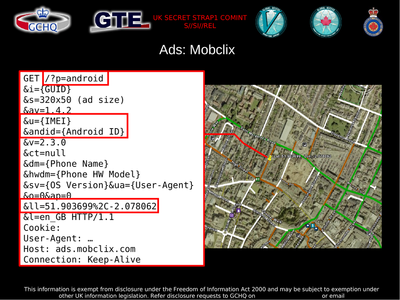 GCHQ
GTE
UK SECRET STRAP1 COMINT
S//SI//REL
Ads: Mobclix
GET /?p=android
&i={GUID}
&s=320x50 (ad size)
&av=1.4.2
&u={IMEI}
&andid={Android ID}
&v=2.3.0
&ct=null
&dm={Phone Name}
&hwdm={Phone HW Model}
&sv={OS Version}&ua={User-Agent}
&o=0&ap=0
&ll=51.903699%2C-2.078062
&l=en_GB HTTP/1.1
Cookie:
User-Agent: …
Host: ads.mobclix.com
Connection: Keep-Alive
This information is exempt from disclosure under the Freedom of Information Act 2000 and may be subject to exemption under
other UK information legislation. Refer disclosure requests to GCHQ on or email